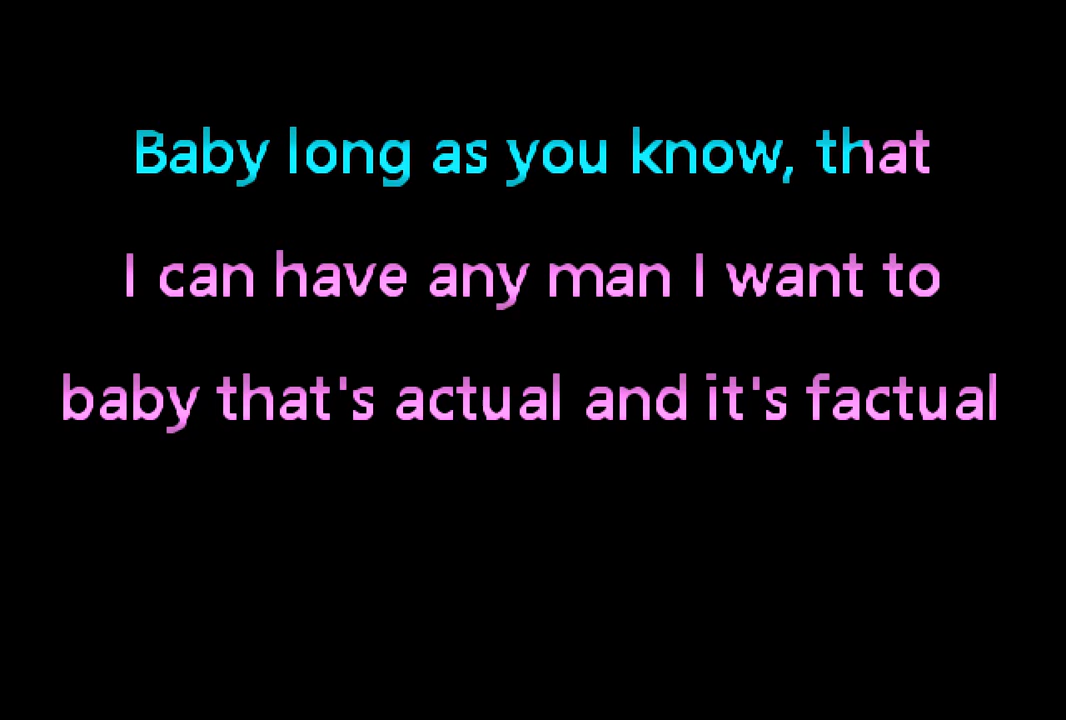 Baby long as you know, that
I can have any man I want to
baby that's actual and it's factual